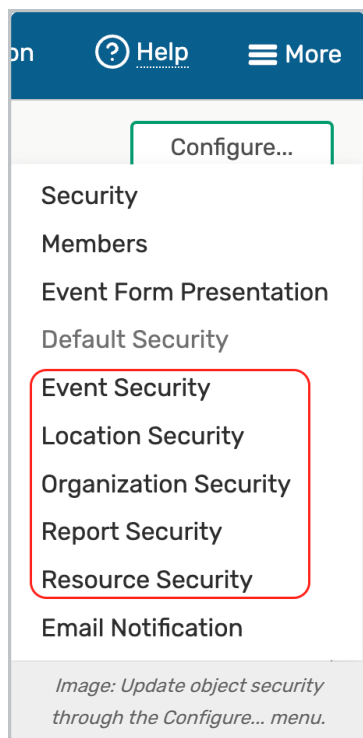 on ? Help More
Configure...
Security
Members
Event Form Presentation
Default Security
Event Security
Location Security
Organization Security
Report Security
Resource Security
Email Notification
Image: Update object security
through the Configure... menu.